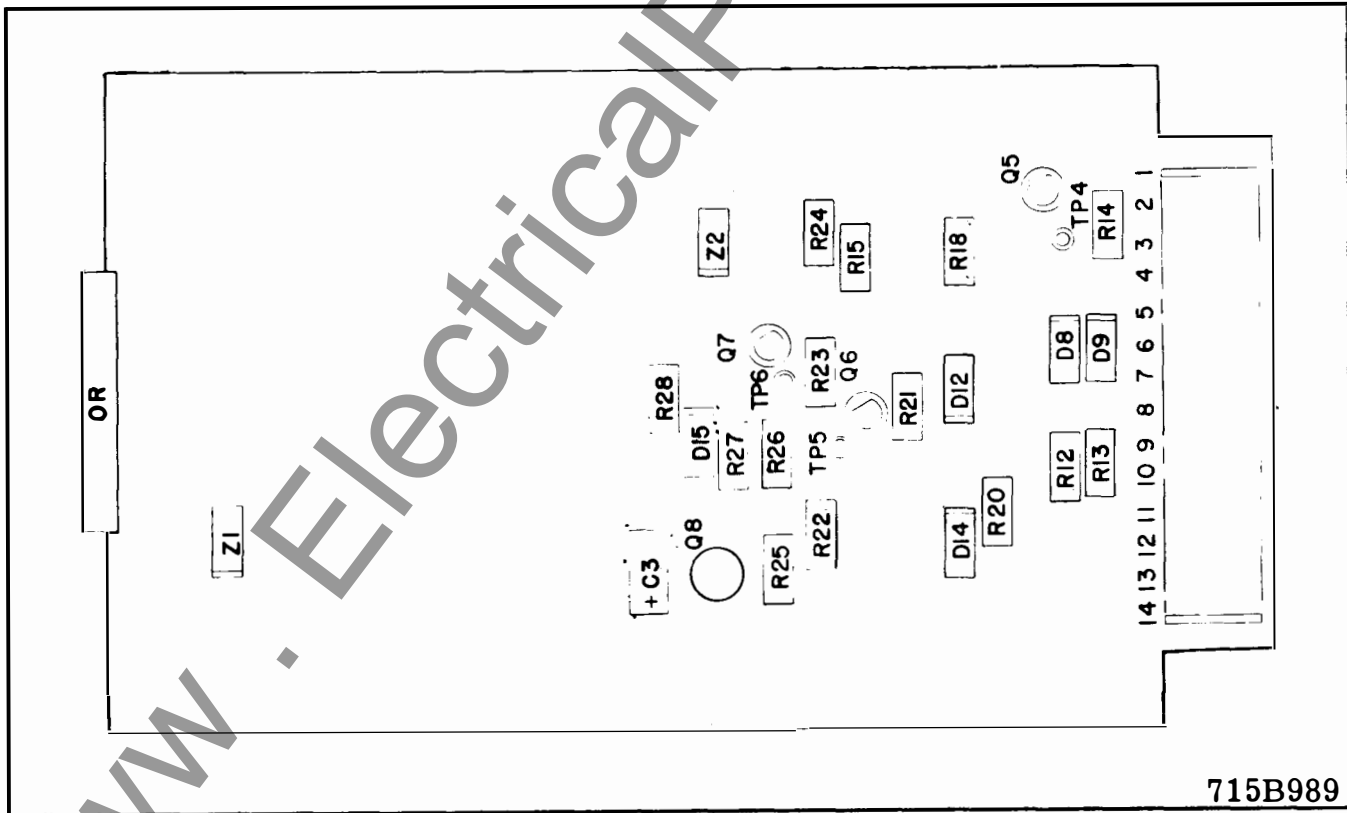 OR
Z1
+C3
Q8
R28
D15
R27
R26
R25
R22
Z2
Q7
TP6
TP5
R24
R15
R23
Q6
R21
R18
D12
D14
R20
Q5
TP4
R14
D8
D9
R12
R13
1
2
3
4
5
6
7
8
9
10
11
12
13
14
715B989
ww . ElectricalP